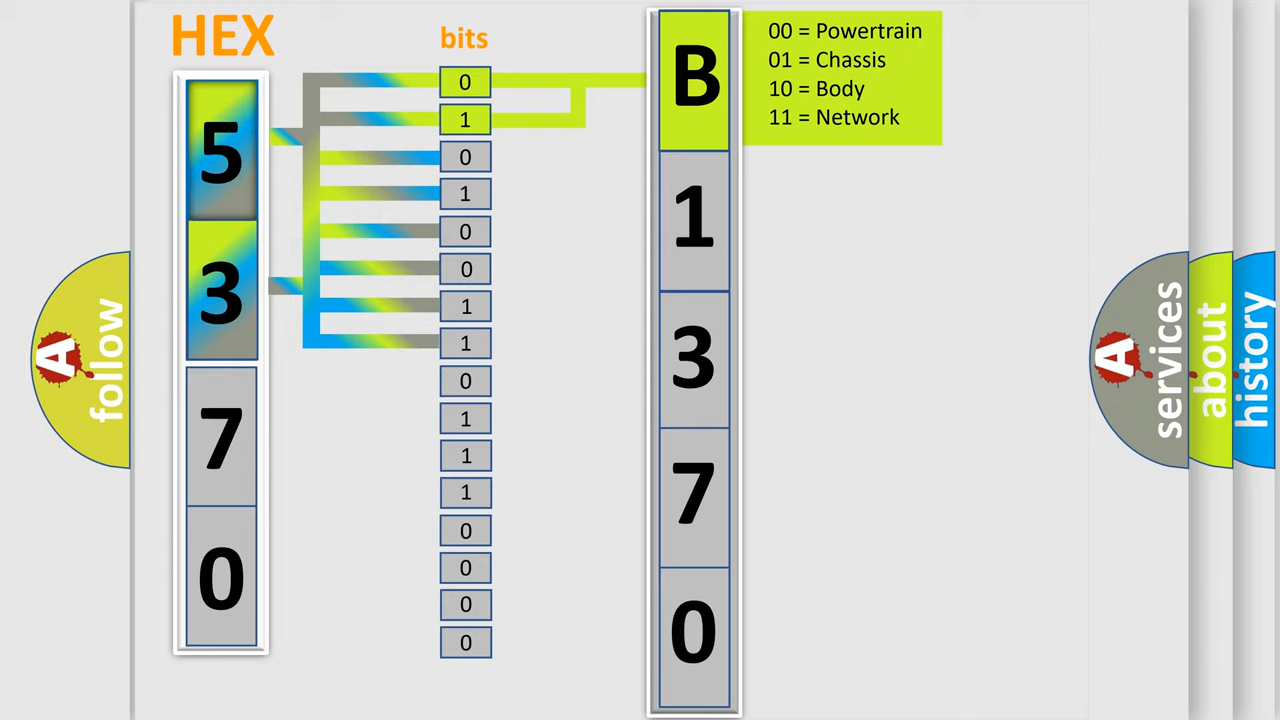 HEX
bits
5
3
7
0
0
1
0
1
0
0
1
1
0
1
1
1
0
0
0
0
B
1
3
7
0
00 = Powertrain
01 = Chassis
10 = Body
11 = Network
A follow
A services
about
history